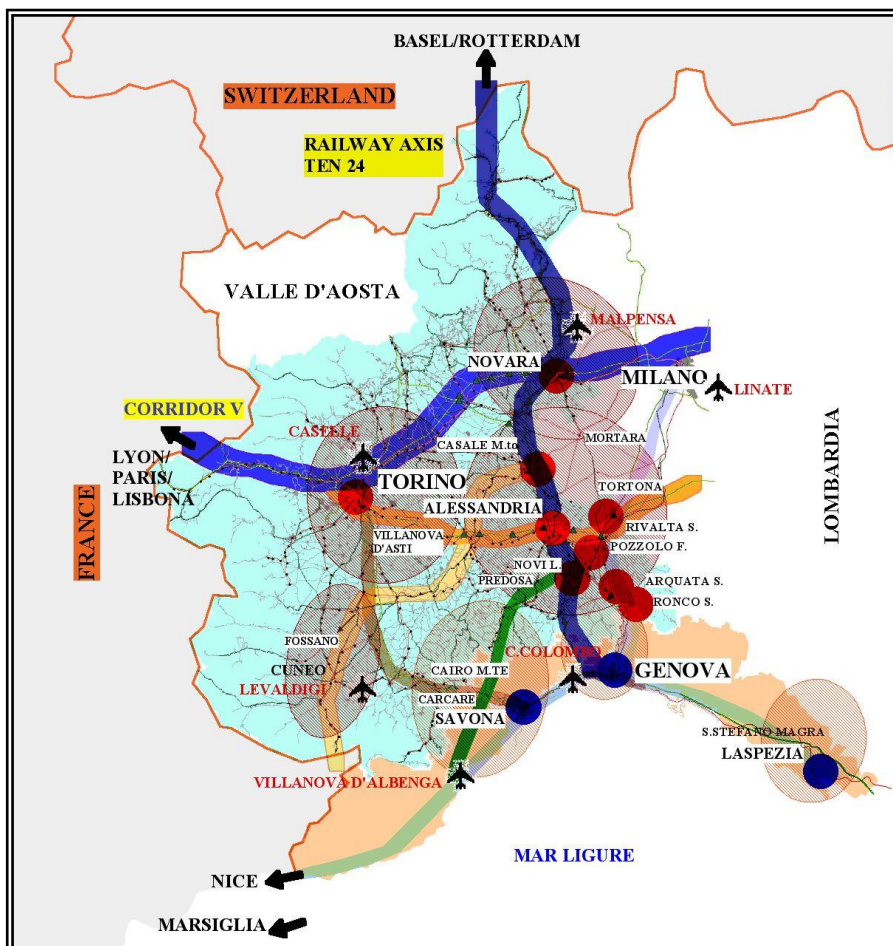 BASEL/ROTTERDAM
SWITZERLAND
RAILWAY AXIS
TEN 24
VALLE D'AOSTA
MALPENSA
NOVARA
MILANO
LINATE
CORRIDOR V
CASELLE
CASALE M.to
MORTARA
LYON/
PARIS/
LISBONA
TORINO
TORTONA
ALESSANDRIA
RIVALTA S.
VILLANOVA
D'ASTI
POZZOLO F.
LOMBARDIA
FRANCE
NOVI L.
PREDOSA
ARQUATA S.
RONCO S.
FOSSANO
C.COLOMBO
CUNEO
CAIRO M.TE
GENOVA
LEVALDIGI
CARCARE
SAVONA
S.STEFANO MAGRA
LASPEZIA
VILLANOVA D'ALBENGA
MAR LIGURE
NICE
MARSIGLIA